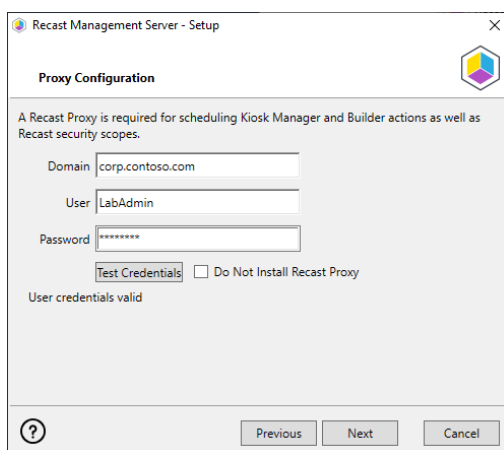 Recast Management Server - Setup
Proxy Configuration
A Recast Proxy is required for scheduling Kiosk Manager and Builder actions as well as
Recast security scopes.
Domain corp.contoso.com
User LabAdmin
Password ********
Test Credentials Do Not Install Recast Proxy
User credentials valid
? Previous Next Cancel